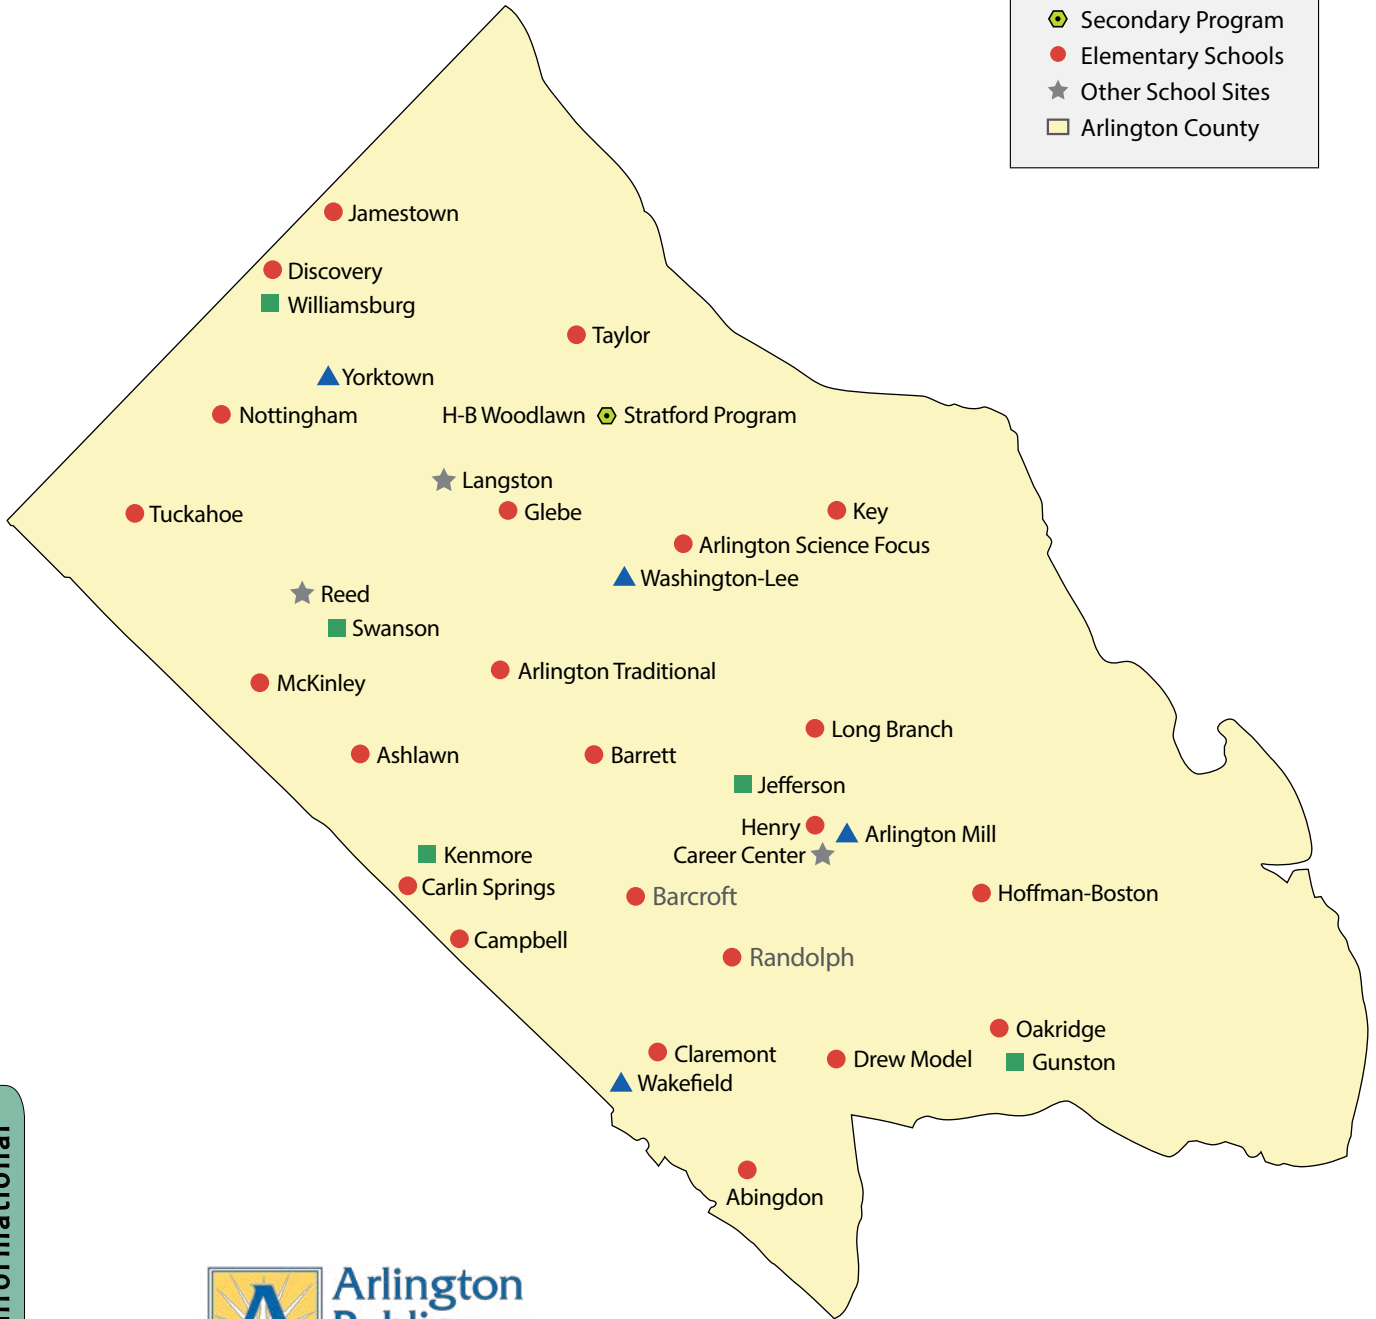 Secondary Program
Elementary Schools
Other School Sites
Arlington County
Jamestown
Discovery
Williamsburg
Taylor
Yorktown
Nottingham
H-B Woodlawn Stratford Program
Langston
Tuckahoe
Glebe
Key
Arlington Science Focus
Washington-Lee
Reed
Swanson
McKinley
Arlington Traditional
Long Branch
Ashlawn
Barrett
Jefferson
Henry
Arlington Mill
Kenmore
Career Center
Carlin Springs
Barcroft
Hoffman-Boston
Campbell
Randolph
Oakridge
Claremont
Drew Model
Gunston
Wakefield
Abingdon
Arlington